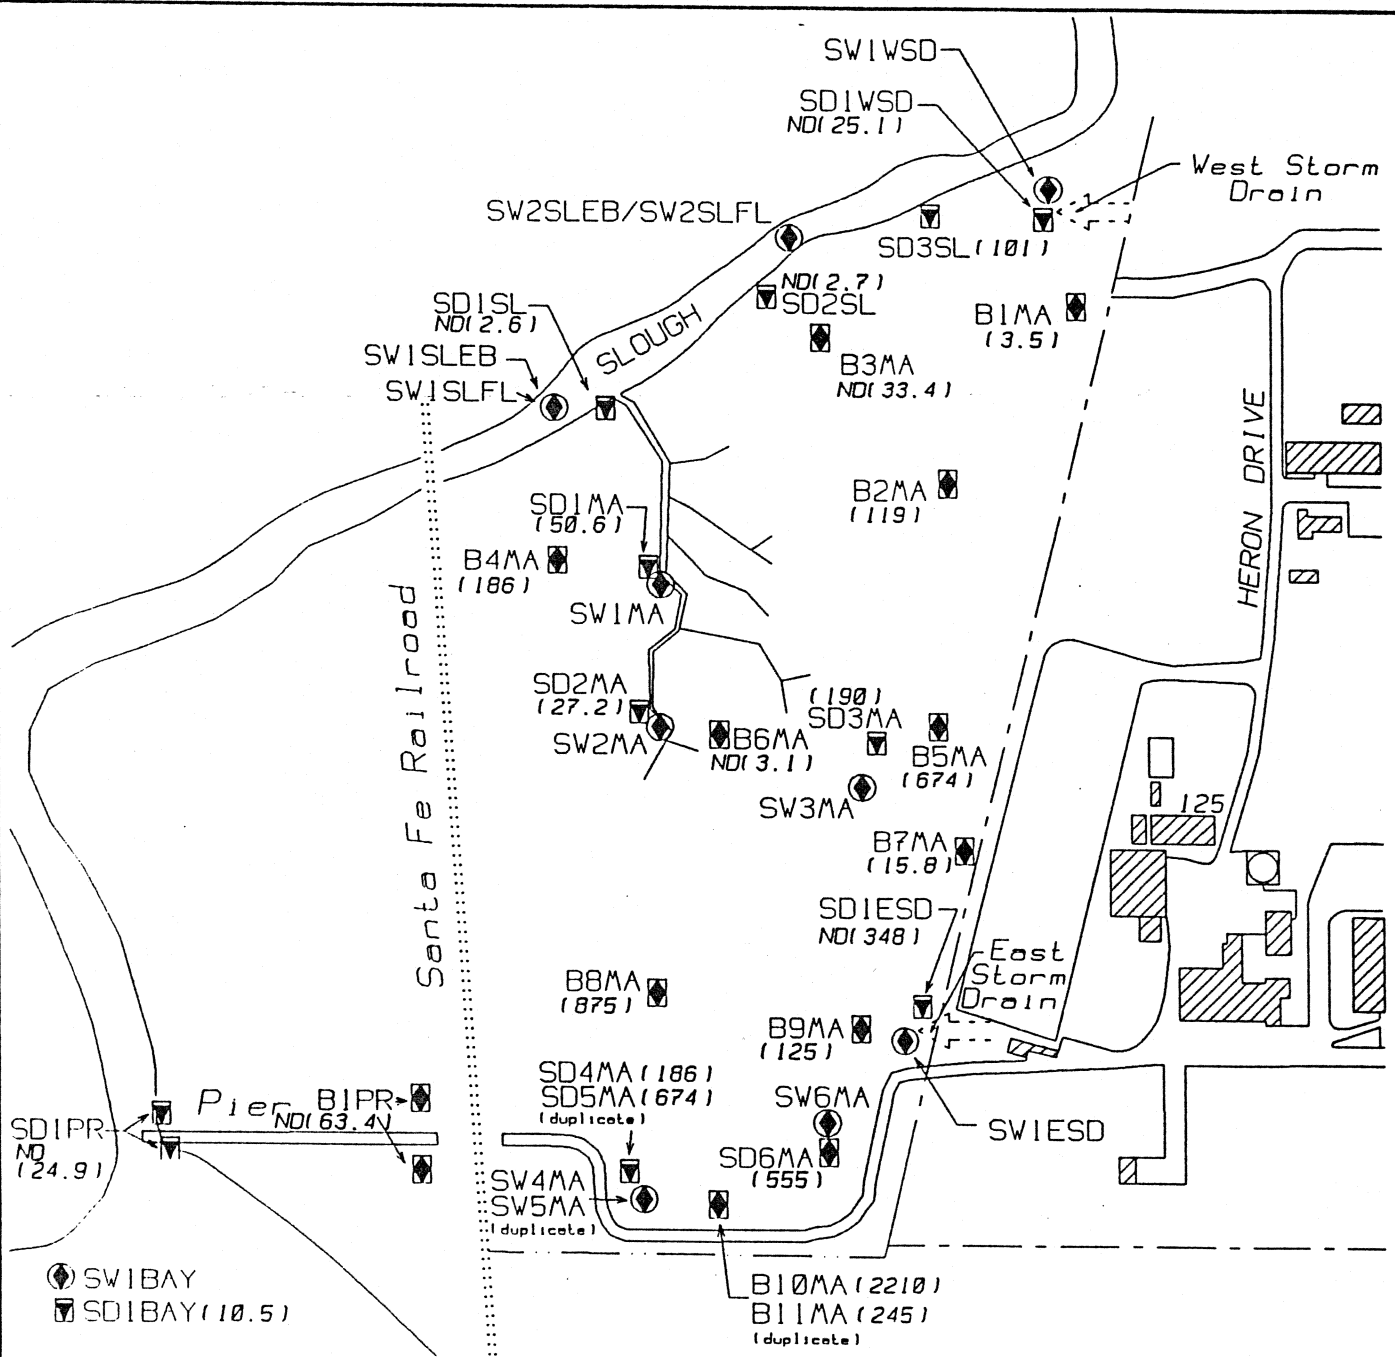 SW1WSD
SD1WSD
ND(25.1)
West Storm
Drain
SW2SLEB/SW2SLFL
SD3SL(101)
ND(2.7)
SD2SL
SD1SL
ND(2.6)
SLOUGH
B1MA
(3.5)
SW1SLEB
SW1SLFL
B3MA
ND(33.4)
HERON DRIVE
B2MA
(119)
SD1MA
(50.6)
B4MA
(186)
SW1MA
Santa Fe Railroad
SD2MA
(27.2)
SW2MA
B6MA
ND(3.1)
(190)
SD3MA
B5MA
(674)
SW3MA
125
B7MA
(15.8)
SD1ESD
ND(348)
East
Storm
Drain
B8MA
(875)
B9MA
(125)
SD4MA(186)
SD5MA(674)
(duplicate)
SW6MA
SW1ESD
Pier
B1PR
ND(63.4)
SD1PR
ND
(24.9)
SD6MA
(555)
SW4MA
SW5MA
(duplicate)
SW1BAY
SD1BAY(10.5)
B10MA(2210)
B11MA(245)
(duplicate)